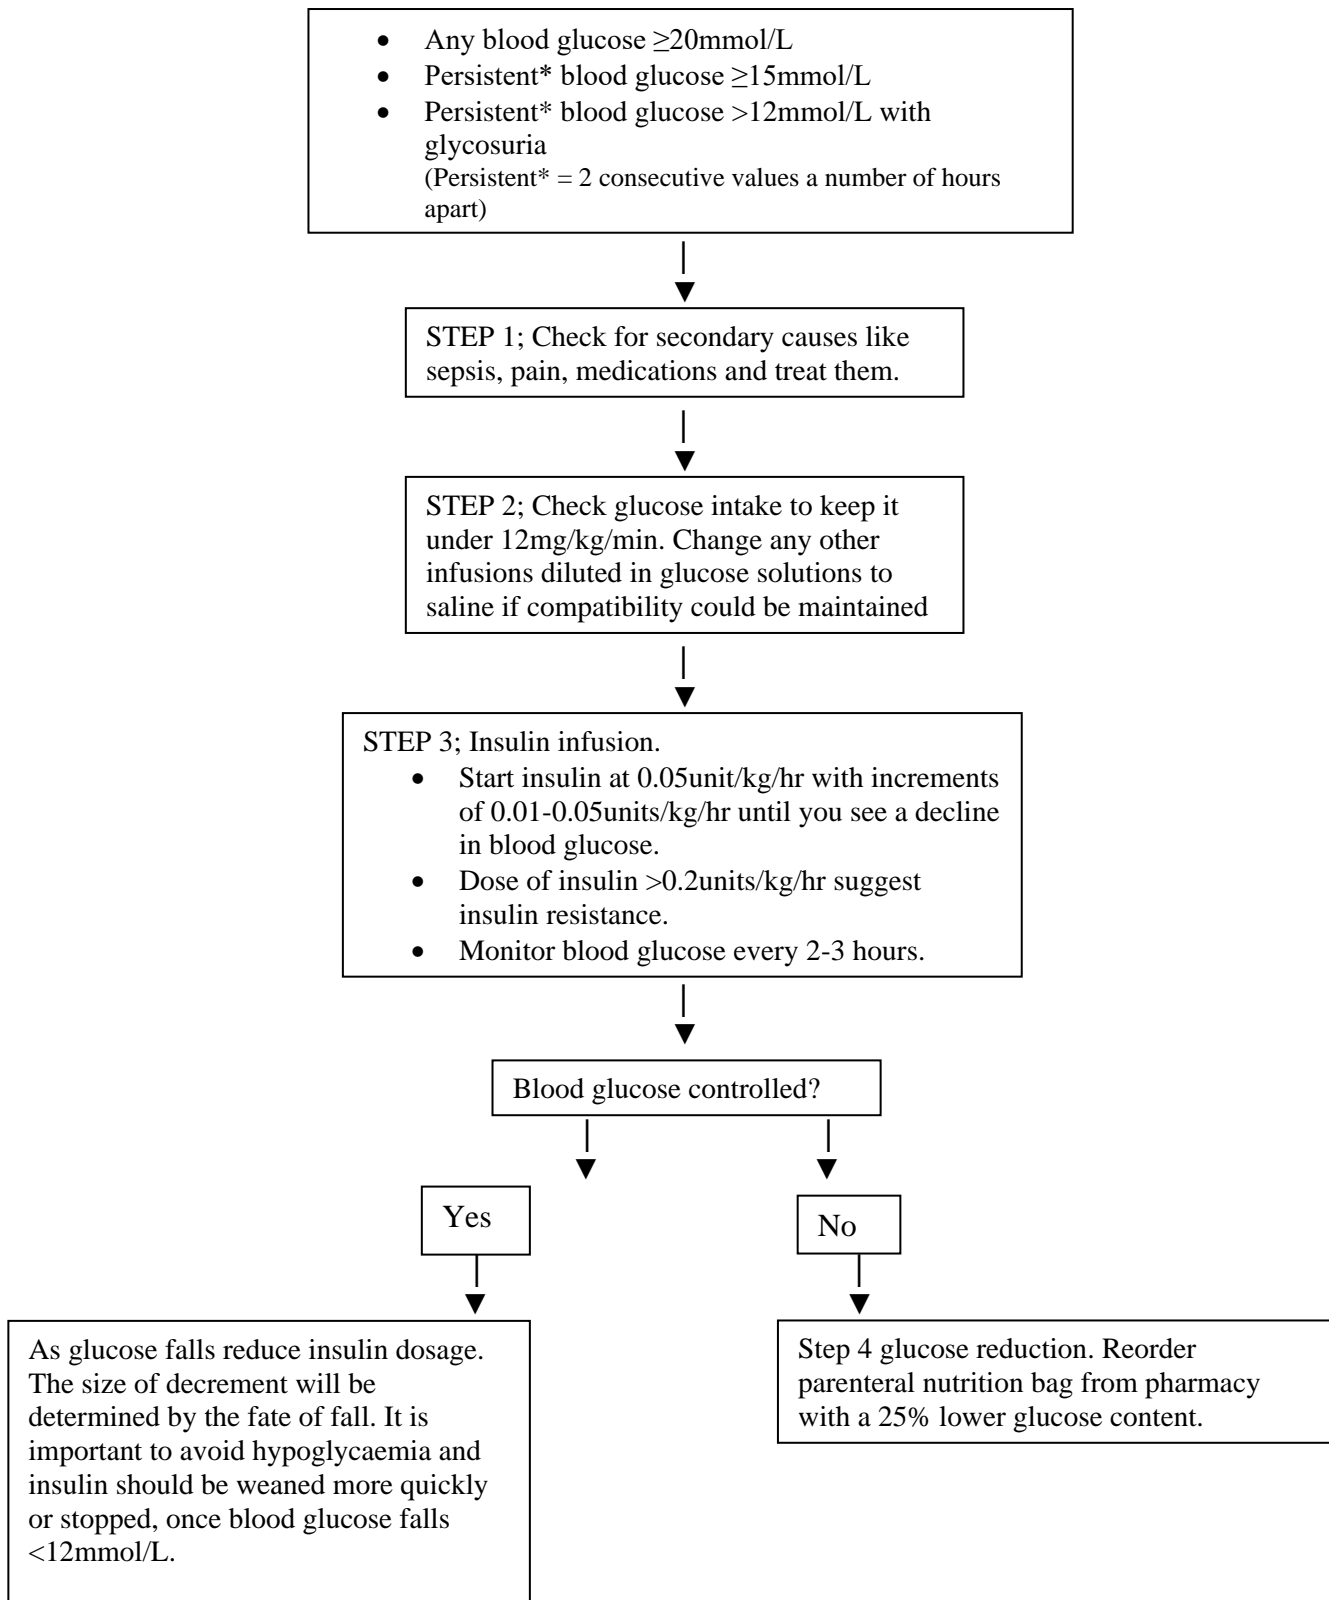 • Any blood glucose ≥20mmol/L
• Persistent* blood glucose ≥15mmol/L
• Persistent* blood glucose >12mmol/L with
glycosuria
(Persistent* = 2 consecutive values a number of hours
apart)
STEP 1; Check for secondary causes like
sepsis, pain, medications and treat them.
STEP 2; Check glucose intake to keep it
under 12mg/kg/min. Change any other
infusions diluted in glucose solutions to
saline if compatibility could be maintained
STEP 3; Insulin infusion.
• Start insulin at 0.05unit/kg/hr with increments
of 0.01-0.05units/kg/hr until you see a decline
in blood glucose.
• Dose of insulin >0.2units/kg/hr suggest
insulin resistance.
• Monitor blood glucose every 2-3 hours.
Blood glucose controlled?
Yes
No
As glucose falls reduce insulin dosage.
The size of decrement will be
determined by the fate of fall. It is
important to avoid hypoglycaemia and
insulin should be weaned more quickly
or stopped, once blood glucose falls
<12mmol/L.
Step 4 glucose reduction. Reorder
parenteral nutrition bag from pharmacy
with a 25% lower glucose content.